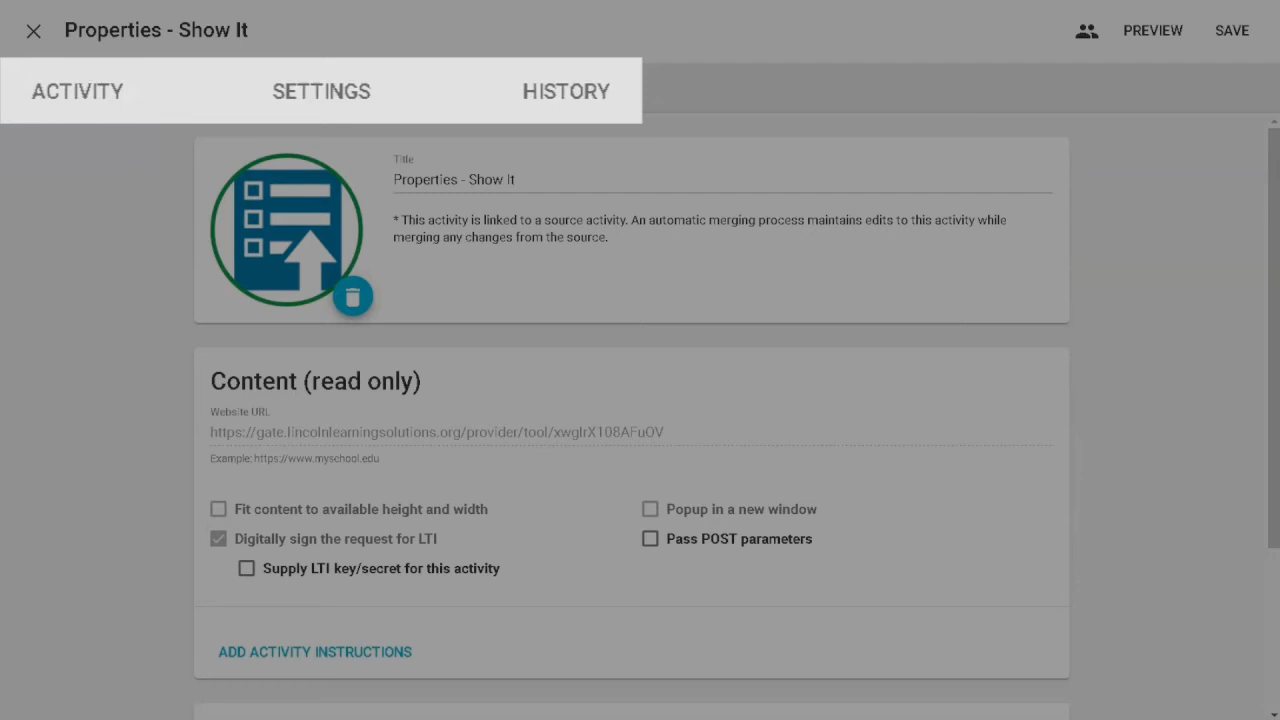 Properties - Show It
PREVIEW
SAVE
ACTIVITY
SETTINGS
HISTORY
Title
Properties - Show It
* This activity is linked to a source activity. An automatic merging process maintains edits to this activity while
merging any changes from the source.
Content (read only)
Website URL
https://gate.lincolnlearningsolutions.org/provider/tool/xwglrX108AFuOV
Example: https://www.myschool.edu
Fit content to available height and width
Popup in a new window
Digitally sign the request for LTI
Pass POST parameters
Supply LTI key/secret for this activity
ADD ACTIVITY INSTRUCTIONS